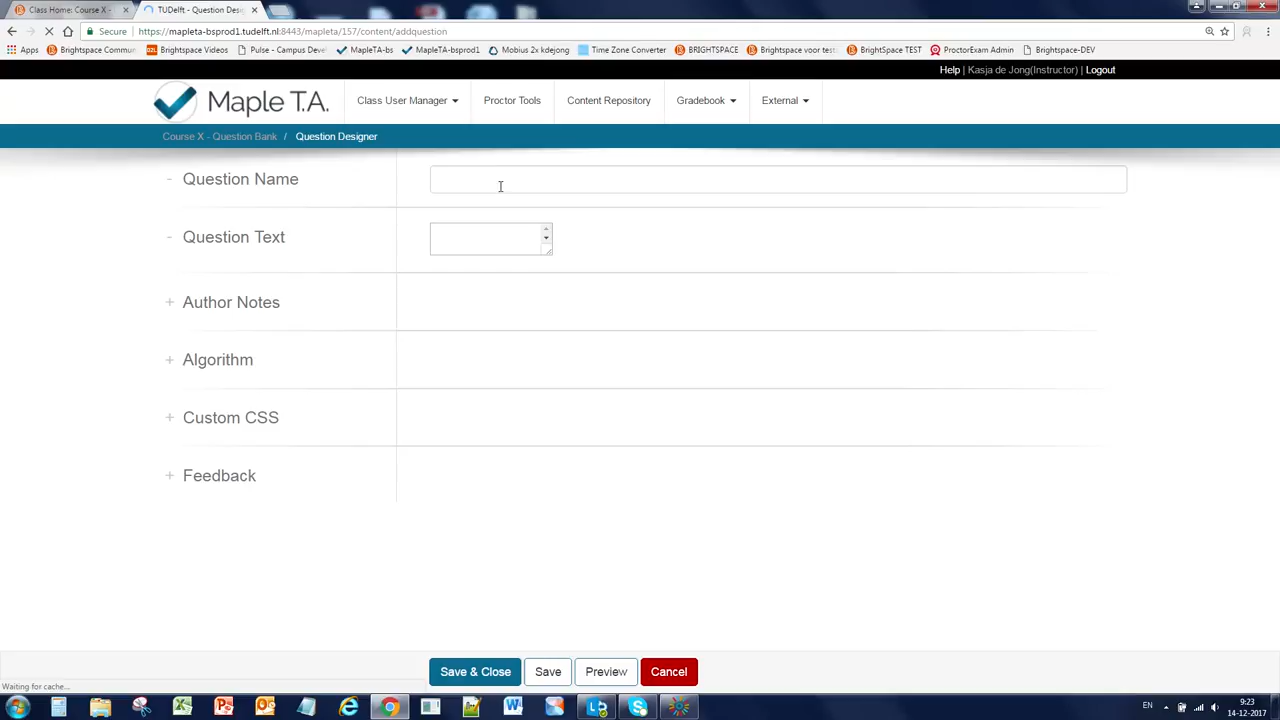 Class Home: Course X -
TUDelft - Question Desi
Secure
https://mapleta-bsprod1.tudelft.nl:8443/mapleta/157/content/addquestion
Apps Brightspace Commu Brightspace Videos Pulse - Campus Devel MapleTA-bs MapleTA-bsprod1 Mobius 2x kdejong Time Zone Converter BRIGHTSPACE Brightspace voor test BrightSpace TEST ProctorExam Admin Brightspace-DEV
Help | Kasja de Jong(Instructor) | Logout
Maple T.A. Class User Manager Proctor Tools Content Repository Gradebook External
Course X - Question Bank / Question Designer
- Question Name
- Question Text
+ Author Notes
+ Algorithm
+ Custom CSS
+ Feedback
Save & Close Save Preview Cancel
Waiting for cache...
EN 9:23
14-12-2017